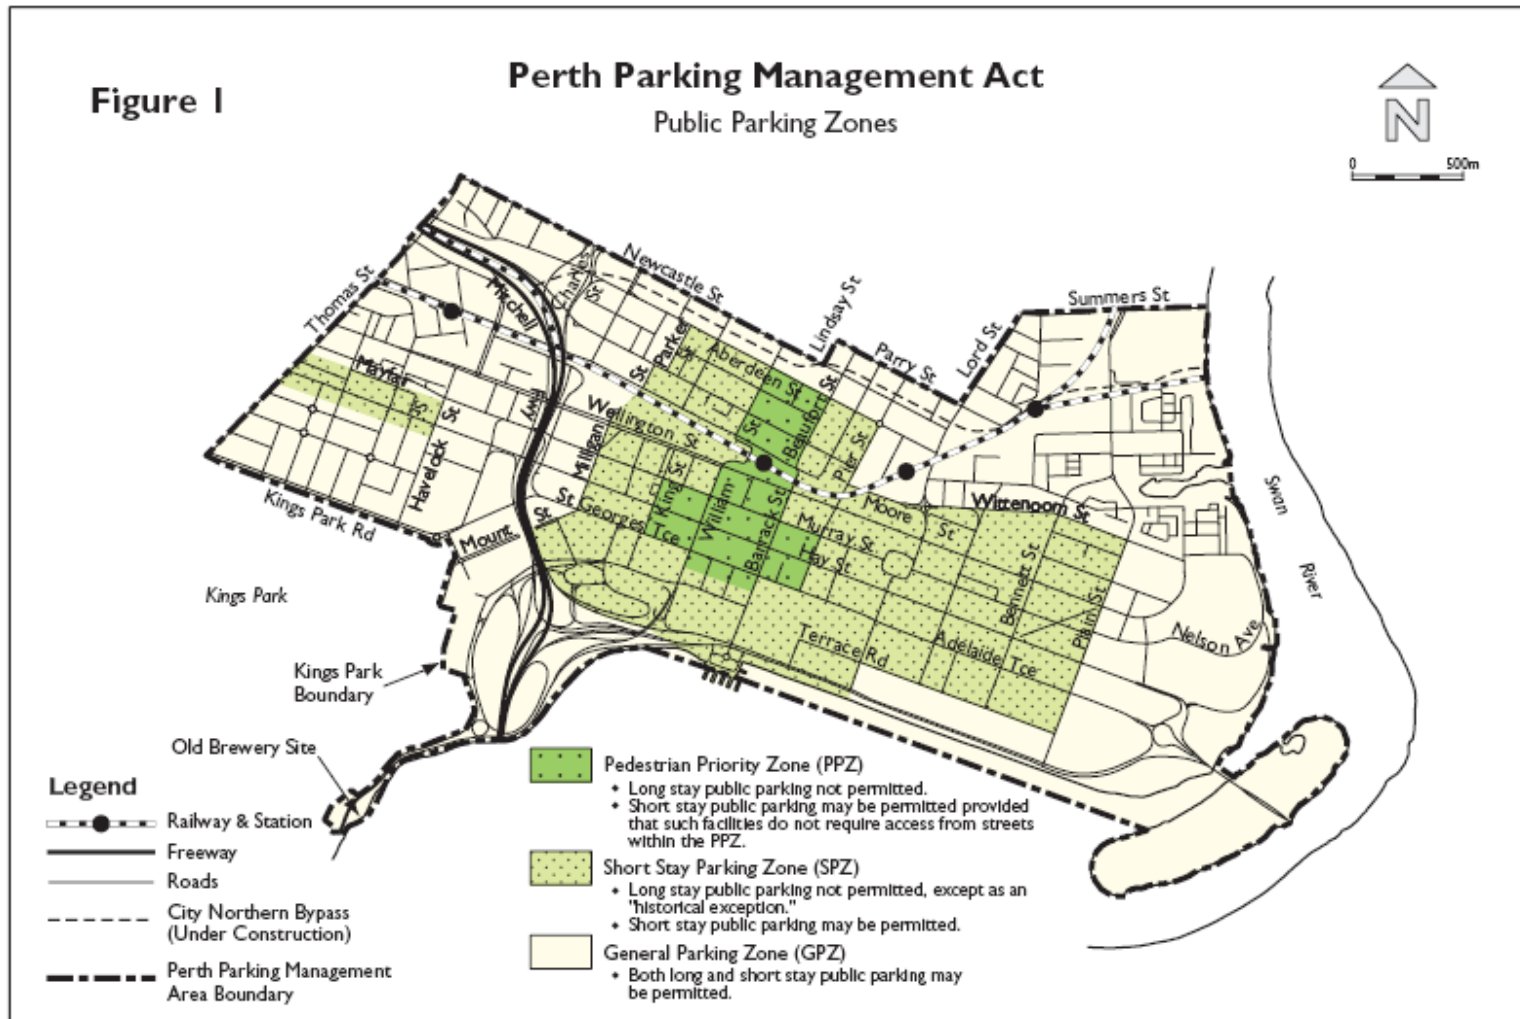 Figure 1
Perth Parking Management Act
Public Parking Zones
N
0 500m
Newcastle St
Thomas St
Mitchell
Hwy
Charles
St
Lindsay St
Parry St
Lord St
Summers St
Parker
St
Aberdeen St
Beaufort St
Mayfair
St
Havelock
St
Wellington St
St
Milligan
St
Pier St
King St
William
Barrack St
St Georges Tce
Murray St
Hay St
Moore
St
Wittenoom St
Mount
St
Kings Park Rd
Kings Park
Bennett St
Plain St
Terrace Rd
Adelaide Tce
Nelson Ave
Swan
River
Kings Park
Boundary
Old Brewery Site
Legend
Railway & Station
Freeway
Roads
City Northern Bypass
(Under Construction)
Perth Parking Management
Area Boundary
Pedestrian Priority Zone (PPZ)
• Long stay public parking not permitted.
• Short stay public parking may be permitted provided
that such facilities do not require access from streets
within the PPZ.
Short Stay Parking Zone (SPZ)
• Long stay public parking not permitted, except as an
"historical exception."
• Short stay public parking may be permitted.
General Parking Zone (GPZ)
• Both long and short stay public parking may
be permitted.